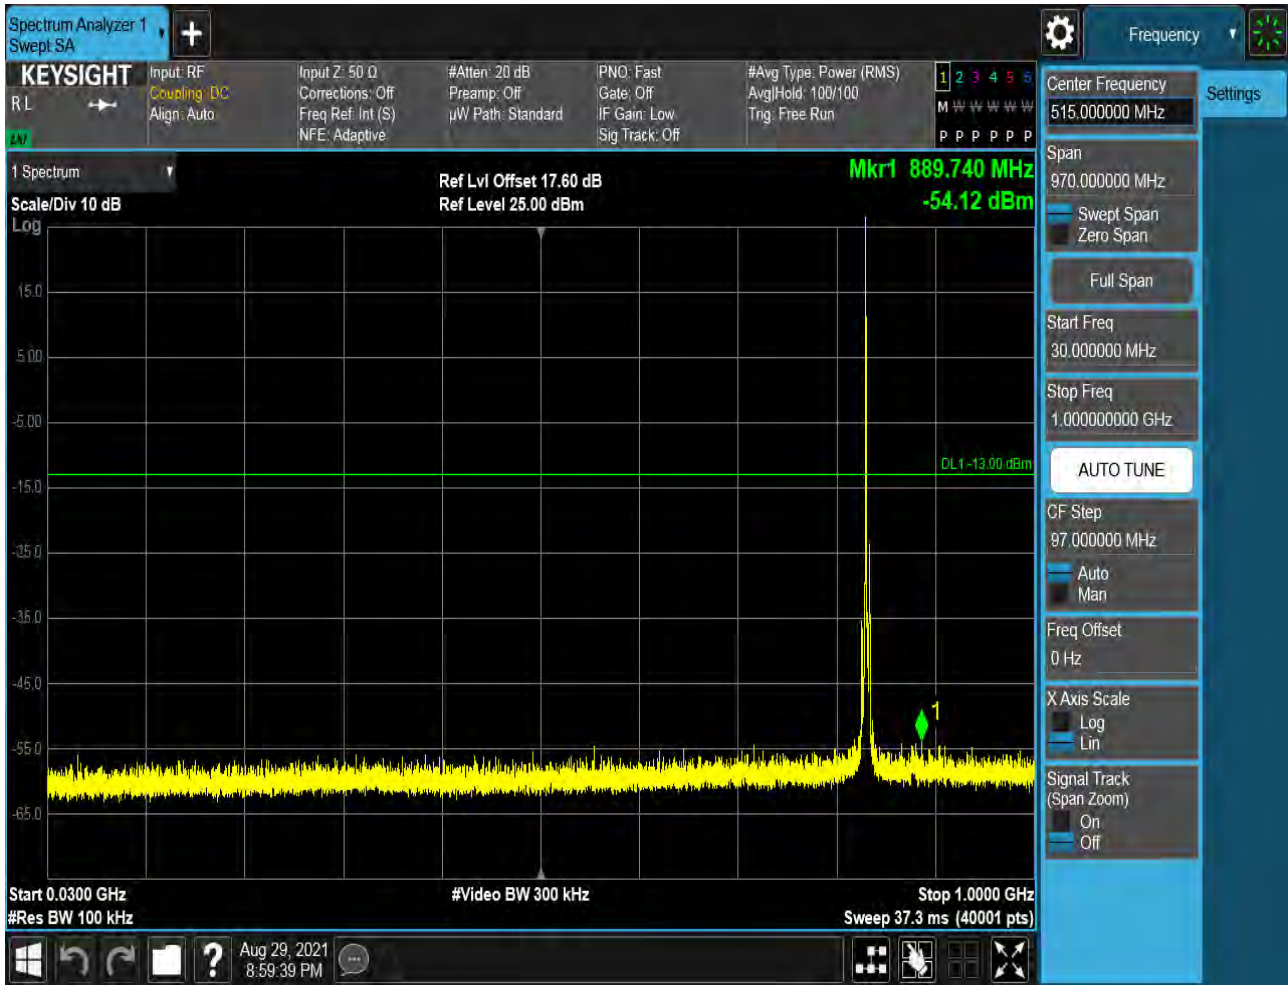 Spectrum Analyzer 1
Swept SA
+
Frequency
KEYSIGHT
R L
Input: RF
Coupling: DC
Align: Auto
Input Z: 50 Ω
Corrections: Off
Freq Ref: Int (S)
NFE: Adaptive
#Atten: 20 dB
Preamp: Off
µW Path: Standard
PNO: Fast
Gate: Off
IF Gain: Low
Sig Track: Off
#Avg Type: Power (RMS)
Avg|Hold: 100/100
Trig: Free Run
1 2 3 4 5 6
M W W W W W
P P P P P P
1 Spectrum
Scale/Div 10 dB
Log
Ref Lvl Offset 17.60 dB
Ref Level 25.00 dBm
Mkr1 889.740 MHz
-54.12 dBm
15.0
5.00
-5.00
DL1 -13.00 dBm
-15.0
-25.0
-35.0
-45.0
1
-55.0
-65.0
Start 0.0300 GHz
#Video BW 300 kHz
Stop 1.0000 GHz
#Res BW 100 kHz
Sweep 37.3 ms (40001 pts)
Aug 29, 2021
8:59:39 PM
?
Center Frequency
515.000000 MHz
Settings
Span
970.000000 MHz
Swept Span
Zero Span
Full Span
Start Freq
30.000000 MHz
Stop Freq
1.000000000 GHz
AUTO TUNE
CF Step
97.000000 MHz
Auto
Man
Freq Offset
0 Hz
X Axis Scale
Log
Lin
Signal Track
(Span Zoom)
On
Off